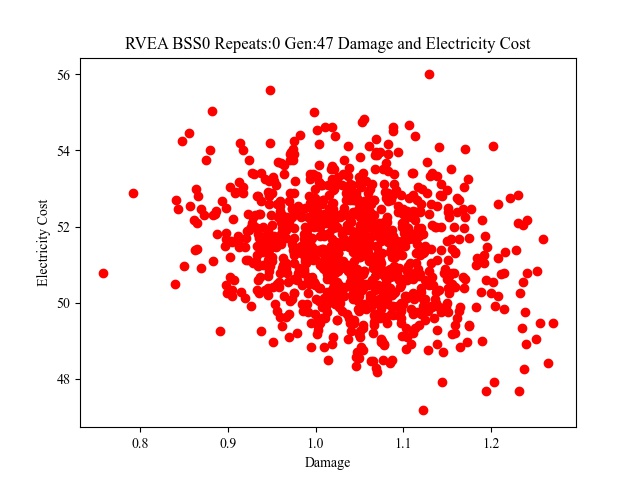 RVEA BSS0 Repeats:0 Gen:47 Damage and Electricity Cost
56
54
52
50
48
Electricity Cost
0.8 0.9 1.0 1.1 1.2
Damage